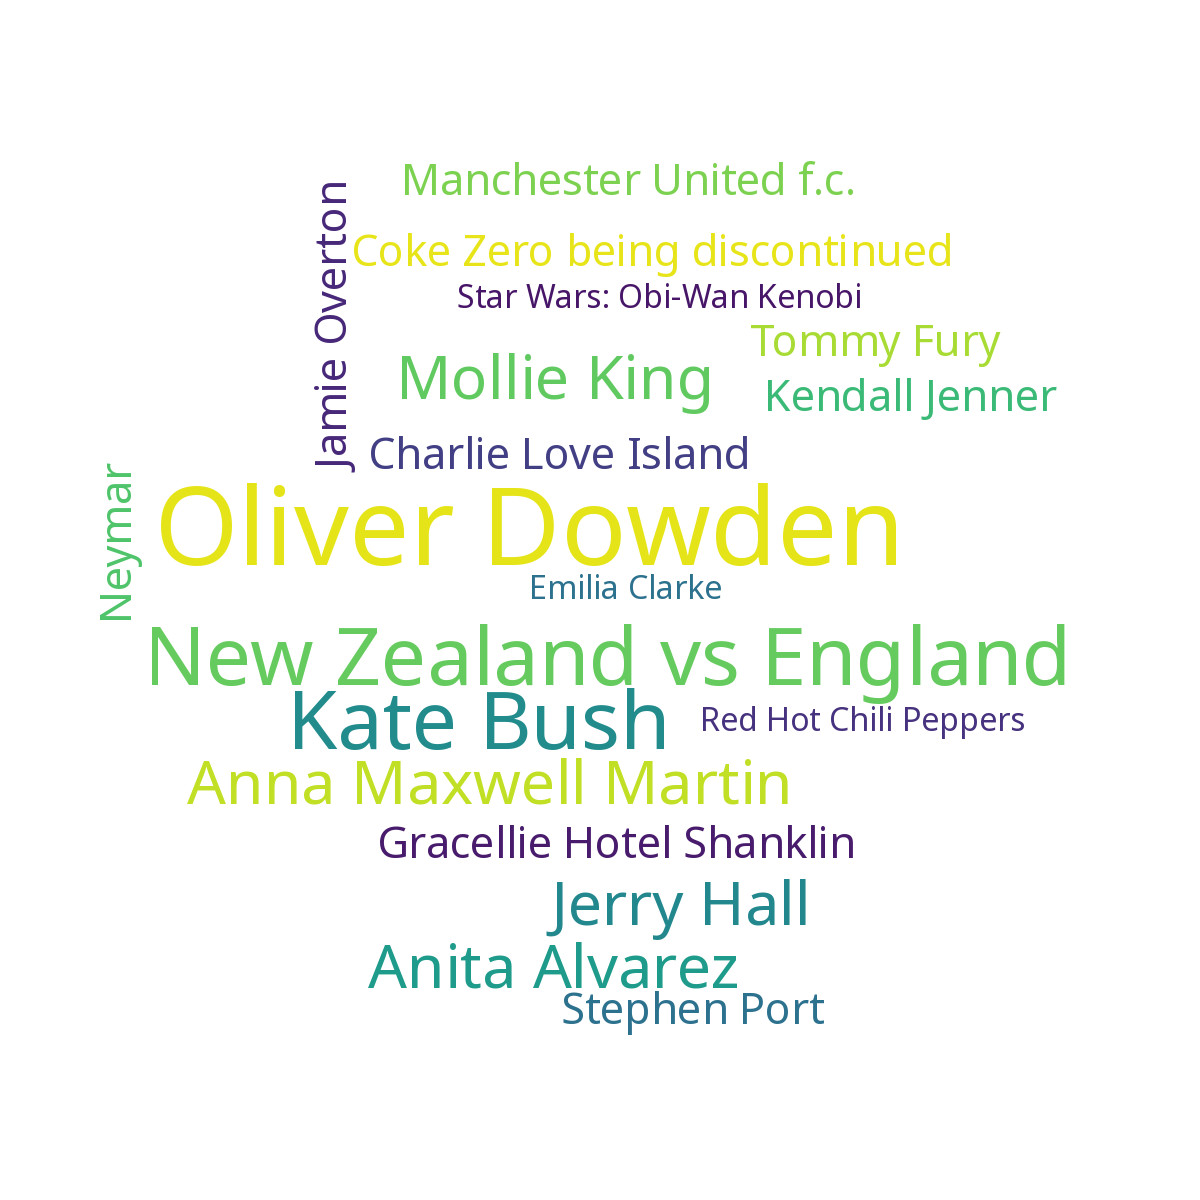 Manchester United f.c.
Jamie Overton
Coke Zero being discontinued
Star Wars: Obi-Wan Kenobi
Tommy Fury
Mollie King
Kendall Jenner
Charlie Love Island
Neymar
Oliver Dowden
Emilia Clarke
New Zealand vs England
Kate Bush
Red Hot Chili Peppers
Anna Maxwell Martin
Gracellie Hotel Shanklin
Jerry Hall
Anita Alvarez
Stephen Port